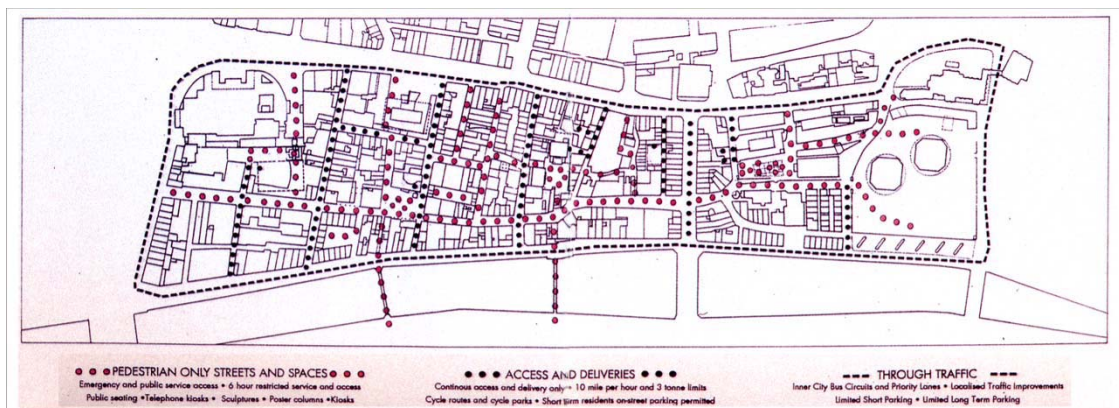 PEDESTRIAN ONLY STREETS AND SPACES
Emergency and public service access • 6 hour restricted service and access
Public seating • Telephone kiosks • Sculptures • Poster columns • Kiosks
ACCESS AND DELIVERIES
Continous access and delivery only • 10 mile per hour and 3 tonne limits
Cycle routes and cycle parks • Short term residents on-street parking permitted
THROUGH TRAFFIC
Inner City Bus Circuits and Priority Lanes • Localised Traffic Improvements
Limited Short Parking • Limited Long Term Parking